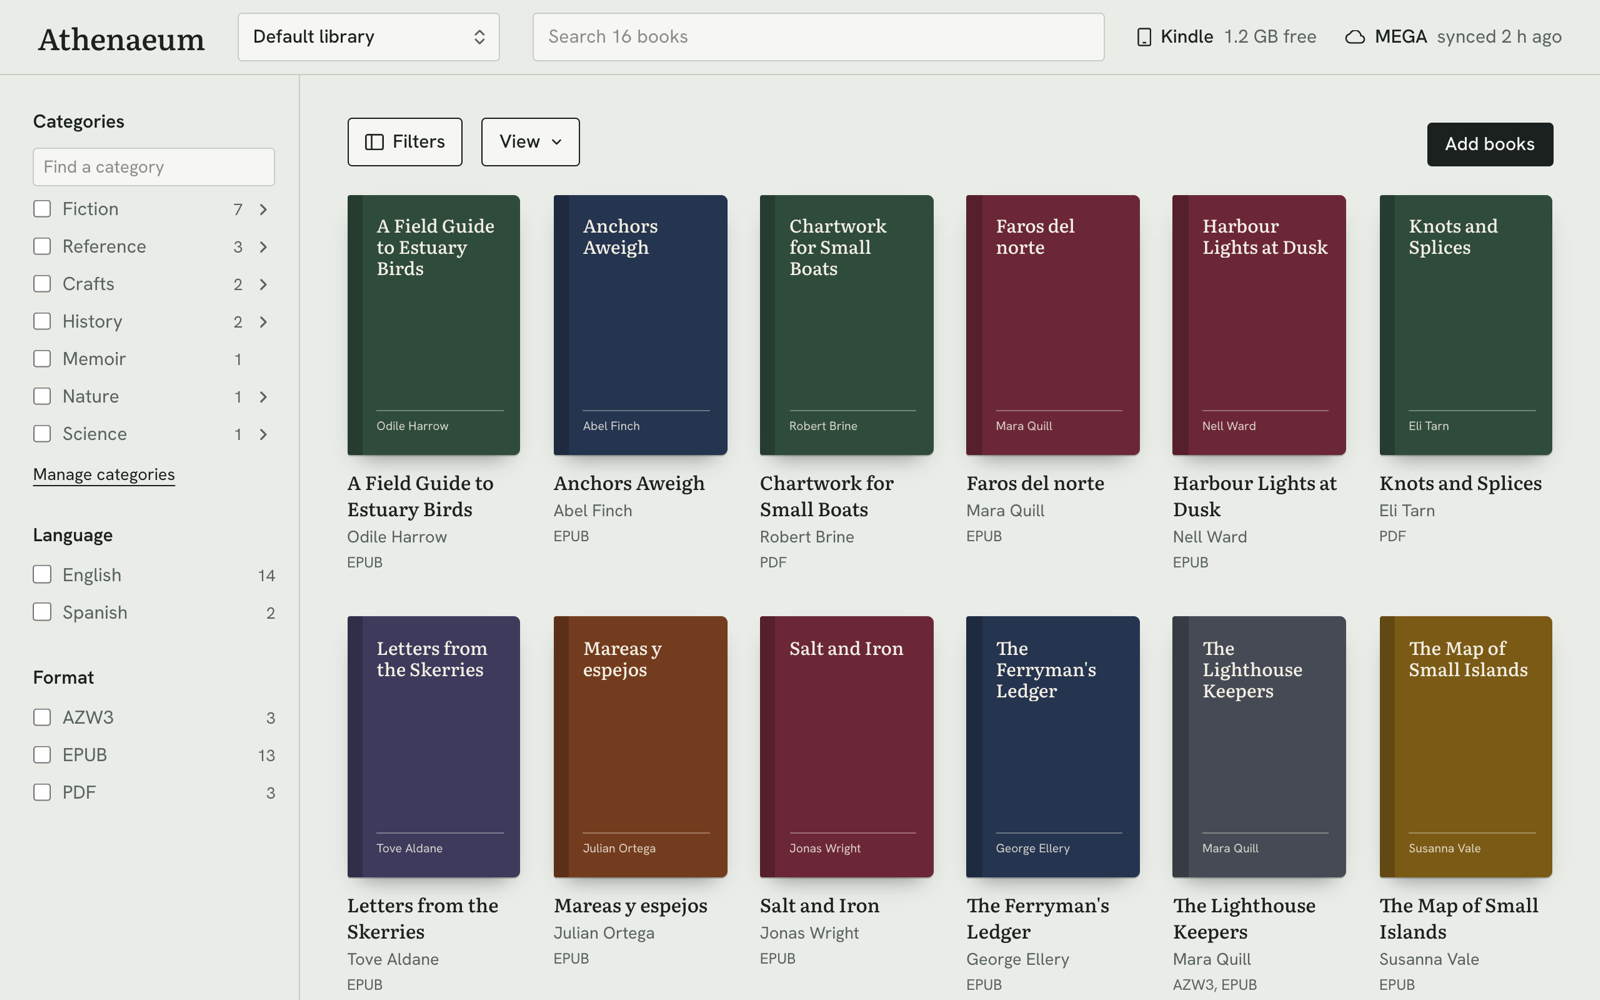 Athenaeum
Default library
Search 16 books
Kindle 1.2 GB free
MEGA synced 2 h ago
Categories
Find a category
Fiction 7
Reference 3
Crafts 2
History 2
Memoir 1
Nature 1
Science 1
Manage categories
Language
English 14
Spanish 2
Format
AZW3 3
EPUB 13
PDF 3
Filters
View
Add books
A Field Guide
to Estuary
Birds
Odile Harrow
A Field Guide to
Estuary Birds
Odile Harrow
EPUB
Anchors
Aweigh
Abel Finch
Anchors Aweigh
Abel Finch
EPUB
Chartwork
for Small
Boats
Robert Brine
Chartwork for
Small Boats
Robert Brine
PDF
Faros del
norte
Mara Quill
Faros del norte
Mara Quill
EPUB
Harbour
Lights at Dusk
Nell Ward
Harbour Lights at
Dusk
Nell Ward
EPUB
Knots and
Splices
Eli Tarn
Knots and Splices
Eli Tarn
PDF
Letters from
the Skerries
Tove Aldane
Letters from the
Skerries
Tove Aldane
EPUB
Mareas y
espejos
Julian Ortega
Mareas y espejos
Julian Ortega
EPUB
Salt and Iron
Jonas Wright
Salt and Iron
Jonas Wright
EPUB
The
Ferryman's
Ledger
George Ellery
The Ferryman's
Ledger
George Ellery
EPUB
The
Lighthouse
Keepers
Mara Quill
The Lighthouse
Keepers
Mara Quill
AZW3, EPUB
The Map of
Small Islands
Susanna Vale
The Map of Small
Islands
Susanna Vale
EPUB